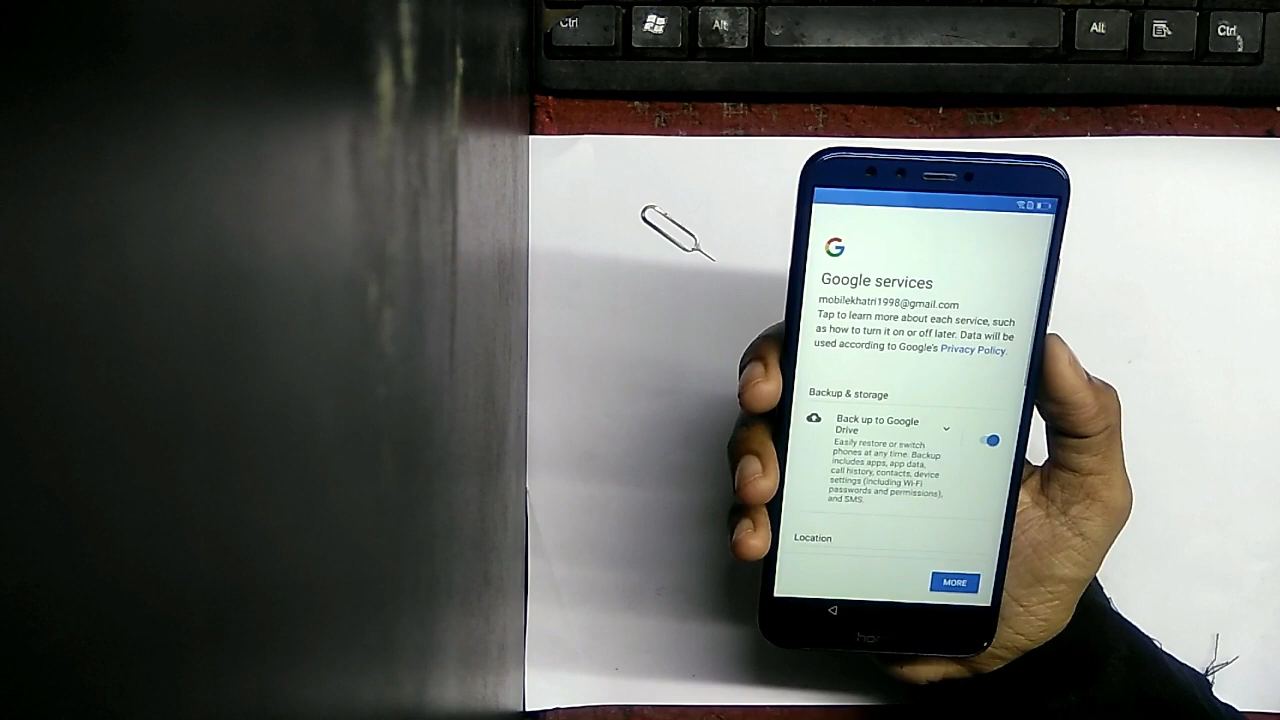 Ctrl
Alt
Alt
Ctrl
G
Google services
mobilekhatri1998@gmail.com
Tap to learn more about each service, such
as how to turn it on or off later. Data will be
used according to Google's Privacy Policy.
Backup & storage
Back up to Google
Drive
Easily restore or switch
phones at any time. Backup
includes apps, app data,
call history, contacts, device
settings (including Wi-Fi
passwords and permissions),
and SMS.
Location
MORE